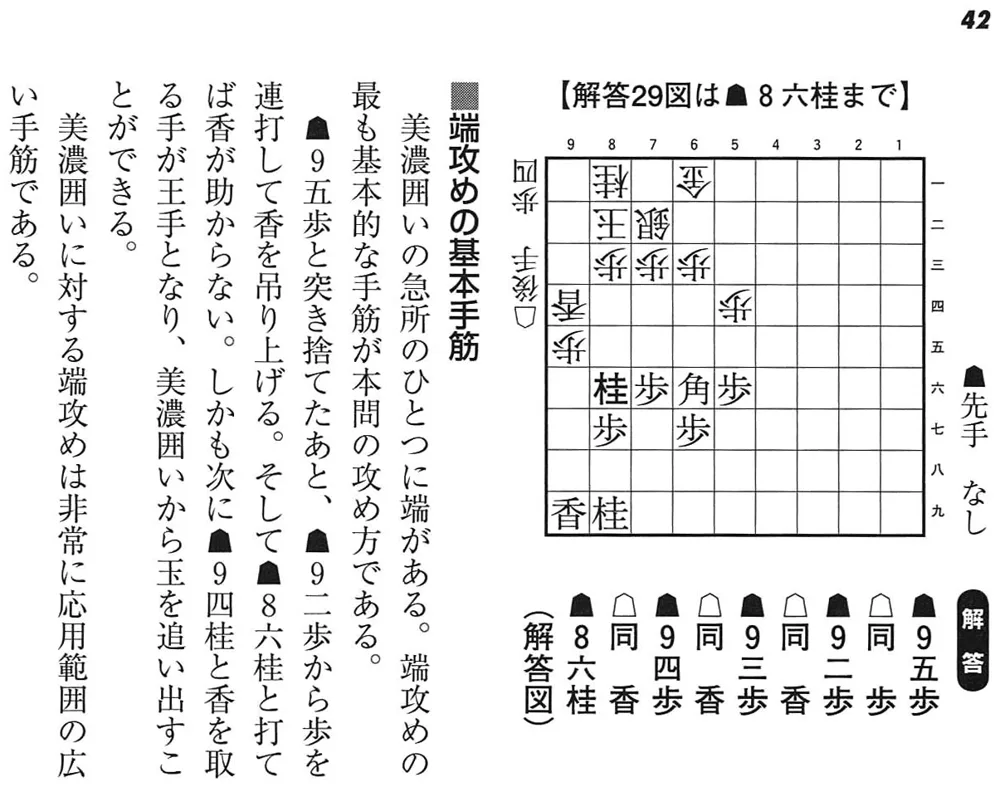 42
【解答29図は☗8六桂まで】
9 8 7 6 5 4 3 2 1
桂 金 一
王 銀 二
歩 歩 歩 三
香 歩 四
歩 五
桂 歩 角 歩 六
歩 歩 七
八
香 桂 九
☗先手 なし
☖後手 歩四
解答
☗9五歩
☖同 歩
☗9二歩
☖同 香
☗9三歩
☖同 香
☗9四歩
☖同 香
☗8六桂
(解答図)
▓端攻めの基本手筋
美濃囲いの急所のひとつに端がある。端攻めの
最も基本的な手筋が本問の攻め方である。
☗9五歩と突き捨てたあと、☗9二歩から歩を
連打して香を吊り上げる。そして☗8六桂と打て
ば香が助からない。しかも次に☗9四桂と香を取
る手が王手となり、美濃囲いから玉を追い出すこ
とができる。
美濃囲いに対する端攻めは非常に応用範囲の広
い手筋である。